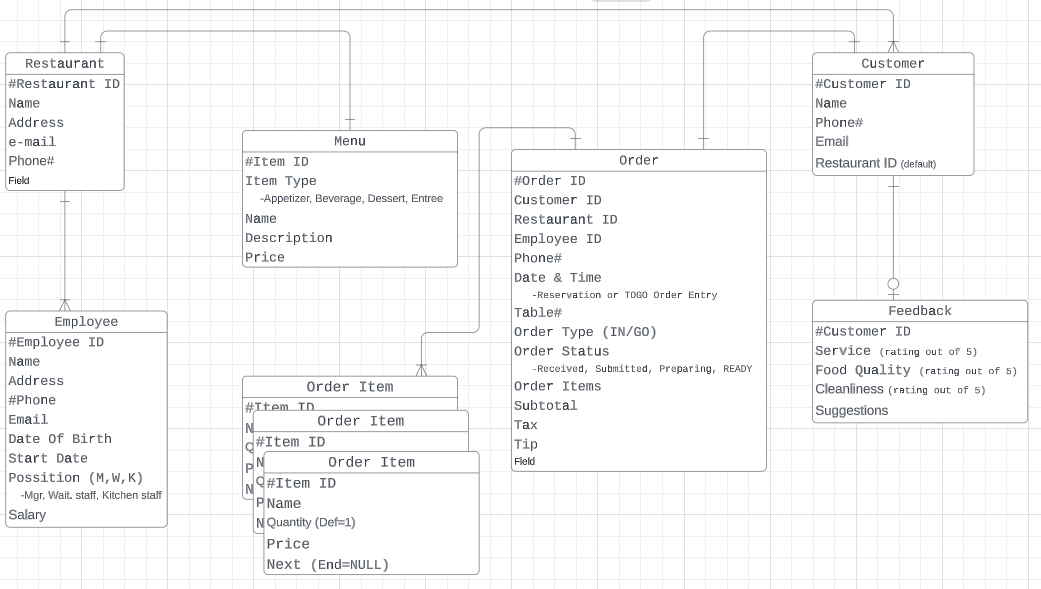 Restaurant
#Restaurant ID
Name
Address
e-mail
Phone#
Field
Menu
#Item ID
Item Type
-Appetizer, Beverage, Dessert, Entree
Name
Description
Price
Order
#Order ID
Customer ID
Restaurant ID
Employee ID
Phone#
Date & Time
-Reservation or TOGO Order Entry
Table#
Order Type (IN/GO)
Order Status
-Received, Submitted, Preparing, READY
Order Items
Subtotal
Tax
Tip
Field
Customer
#Customer ID
Name
Phone#
Email
Restaurant ID (default)
Employee
#Employee ID
Name
Address
#Phone
Email
Date Of Birth
Start Date
Possition (M,W,K)
-Mgr, Wait. staff, Kitchen staff
Salary
Feedback
#Customer ID
Service (rating out of 5)
Food Quality (rating out of 5)
Cleanliness (rating out of 5)
Suggestions
Order Item
#Item ID
N
Q
P
N
Order Item
#Item ID
N
Q
P
N
Order Item
#Item ID
Name
Quantity (Def=1)
Price
Next (End=NULL)